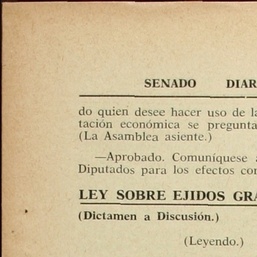 SENADO DIAR
do quien desee hacer uso de la
tación económica se pregunta
(La Asamblea asiente.)
—Aprobado. Comuníquese a
Diputados para los efectos con
LEY SOBRE EJIDOS GRA
(Dictamen a Discusión.)
(Leyendo.)